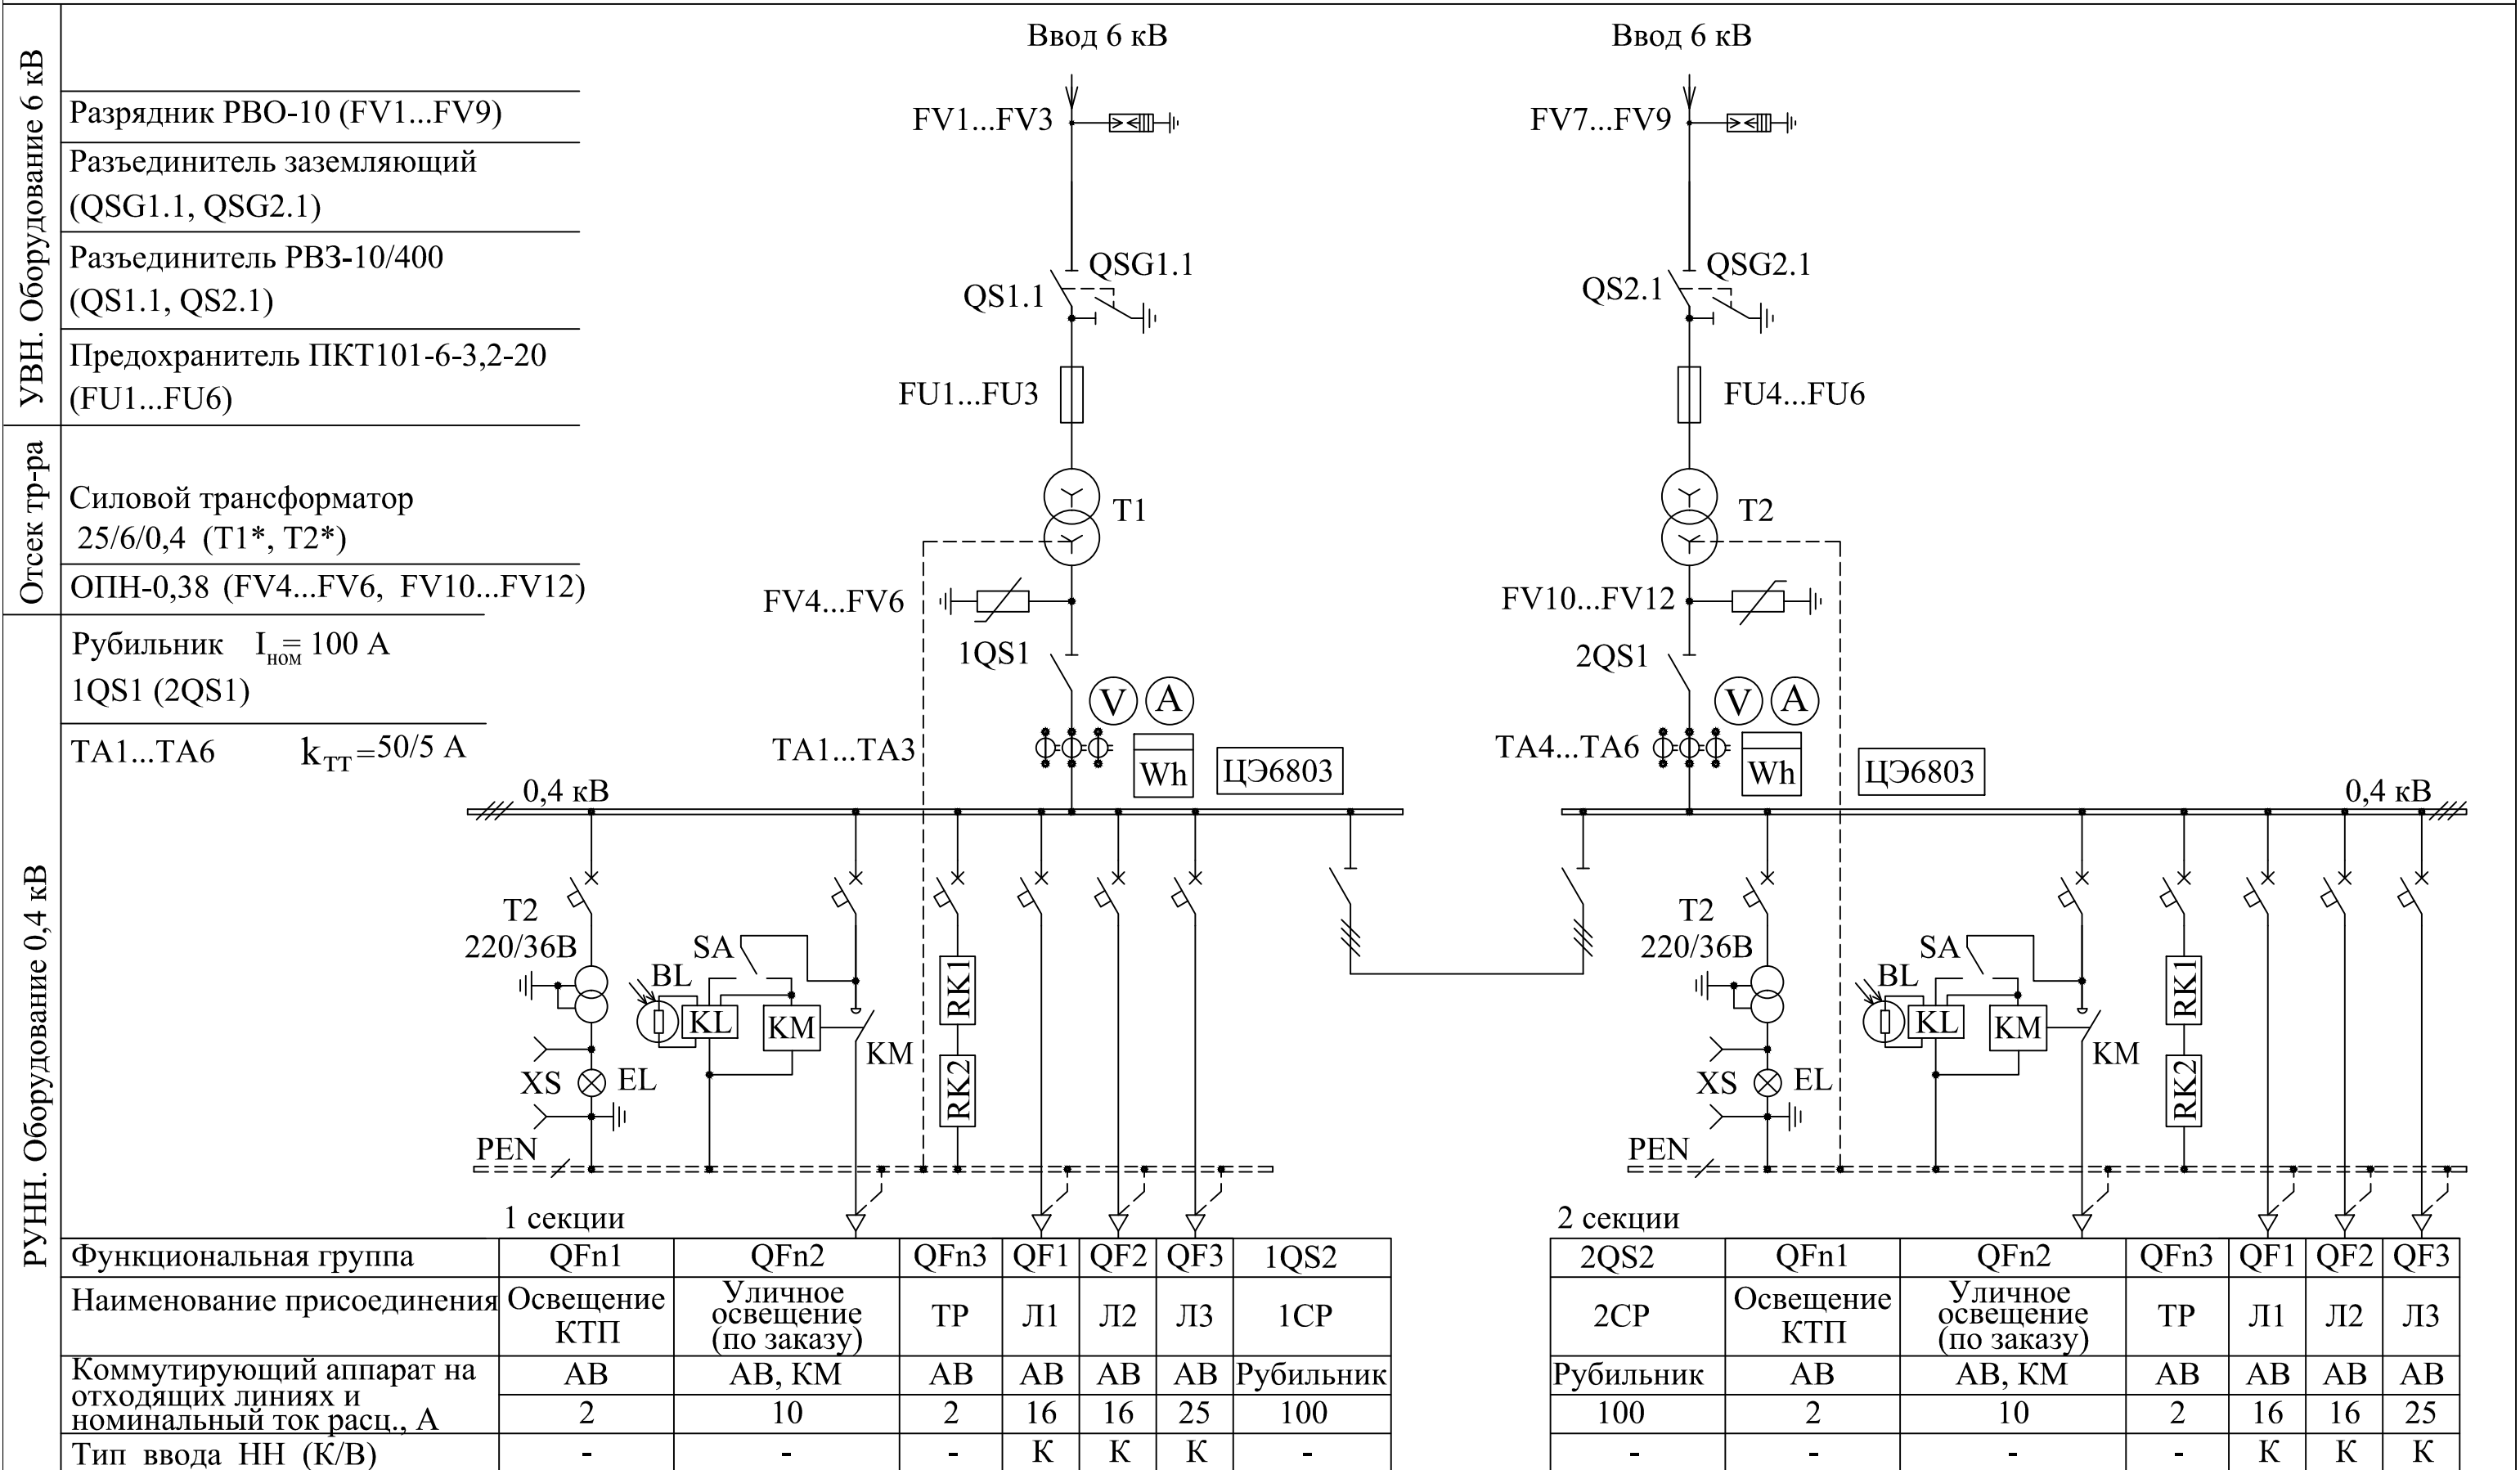 Ввод 6 кВ
Ввод 6 кВ
УВН. Оборудование 6 кВ
Разрядник РВО-10 (FV1...FV9)
Разъединитель заземляющий
(QSG1.1, QSG2.1)
Разъединитель РВЗ-10/400
(QS1.1, QS2.1)
Предохранитель ПКТ101-6-3,2-20
(FU1...FU6)
FV1...FV3
FV7...FV9
QSG1.1
QS1.1
QSG2.1
QS2.1
FU1...FU3
FU4...FU6
Отсек тр-ра
Силовой трансформатор
25/6/0,4 (Т1*, Т2*)
ОПН-0,38 (FV4...FV6, FV10...FV12)
T1
T2
FV4...FV6
FV10...FV12
РУНН. Оборудование 0,4 кВ
Рубильник Iном= 100 А
1QS1 (2QS1)
ТА1...ТА6 kТТ=50/5 А
1QS1
2QS1
V A
V A
ТА1...ТА3
Wh
ЦЭ6803
ТА4...ТА6
Wh
ЦЭ6803
0,4 кВ
0,4 кВ
T2
220/36В
SA
BL
KL
KM
KM
RK1
RK2
XS
EL
PEN
T2
220/36В
SA
BL
KL
KM
KM
RK1
RK2
XS
EL
PEN
1 секции
2 секции
Функциональная группа QFn1 QFn2 QFn3 QF1 QF2 QF3 1QS2 2QS2 QFn1 QFn2 QFn3 QF1 QF2 QF3
Наименование присоединения
Освещение
КТП
Уличное
освещение
(по заказу)
ТР Л1 Л2 Л3 1СР 2СР
Освещение
КТП
Уличное
освещение
(по заказу)
ТР Л1 Л2 Л3
Коммутирующий аппарат на
отходящих линиях и
номинальный ток расц., А
АВ АВ, КМ АВ АВ АВ АВ Рубильник Рубильник АВ АВ, КМ АВ АВ АВ АВ
2 10 2 16 16 25 100 100 2 10 2 16 16 25
Тип ввода НН (К/В) - - - К К К - - - - - К К К